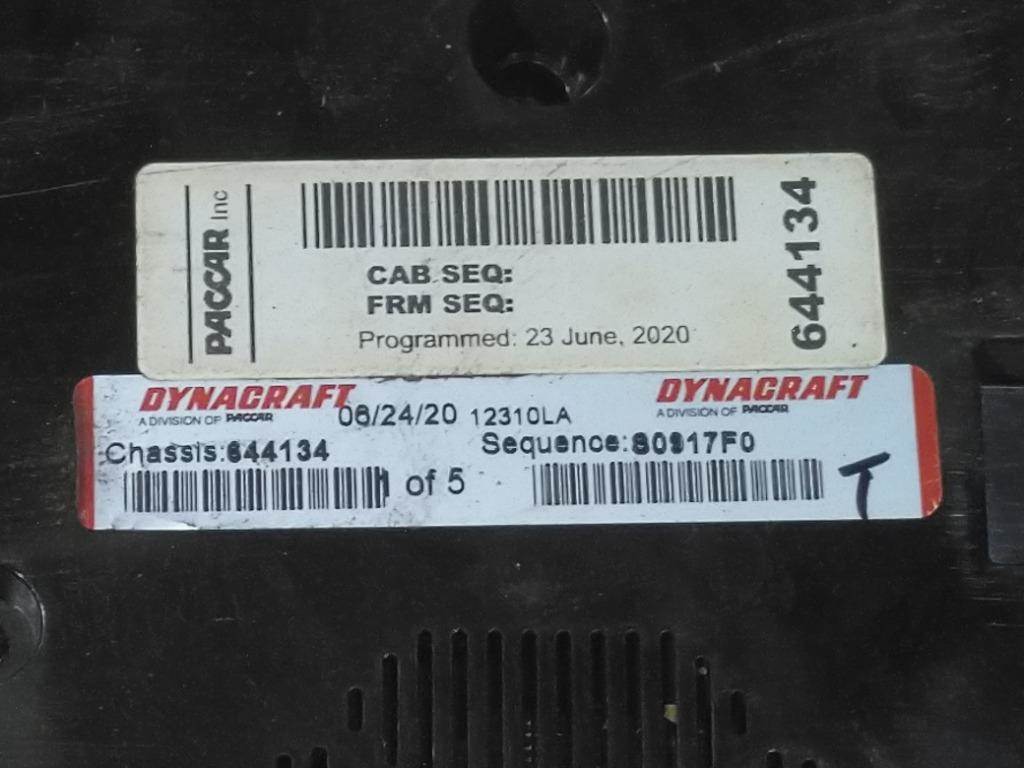 PACCAR Inc
CAB SEQ:
FRM SEQ:
Programmed: 23 June, 2020
644134
DYNACRAFT
A DIVISION OF PACCAR
06/24/20 12310LA
DYNACRAFT
A DIVISION OF PACCAR
Chassis:644134
Sequence:80917F0
1 of 5
T